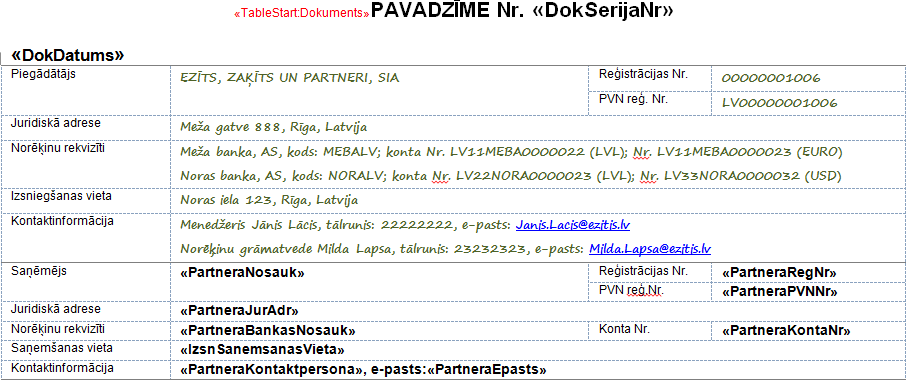 «TableStart:Dokuments»PAVADZĪME Nr. «DokSerijaNr»
«DokDatums»
Piegādātājs EZĪTS, ZAĶĪTS UN PARTNERI, SIA Reģistrācijas Nr. 00000001006
PVN reģ. Nr. LV00000001006
Juridiskā adrese Meža gatve 888, Rīga, Latvija
Norēķinu rekvizīti Meža banka, AS, kods: MEBALV; konta Nr. LV11MEBA0000022 (LVL); Nr. LV11MEBA0000023 (EURO)
Noras banka, AS, kods: NORALV; konta Nr. LV22NORA0000023 (LVL); Nr. LV33NORA0000032 (USD)
Izsniegšanas vieta Noras iela 123, Rīga, Latvija
Kontaktinformācija Menedžeris Jānis Lācis, tālrunis: 22222222, e-pasts: Janis.Lacis@ezitis.lv
Norēķinu grāmatvede Milda Lapsa, tālrunis: 23232323, e-pasts: Milda.Lapsa@ezitis.lv
Saņēmējs «PartneraNosauk» Reģistrācijas Nr. «PartneraRegNr»
PVN reģ.Nr. «PartneraPVNNr»
Juridiskā adrese «PartneraJurAdr»
Norēķinu rekvizīti «PartneraBankasNosauk» Konta Nr. «PartneraKontaNr»
Saņemšanas vieta «IzsnSanemsanasVieta»
Kontaktinformācija «PartneraKontaktpersona», e-pasts:«PartneraEpasts»